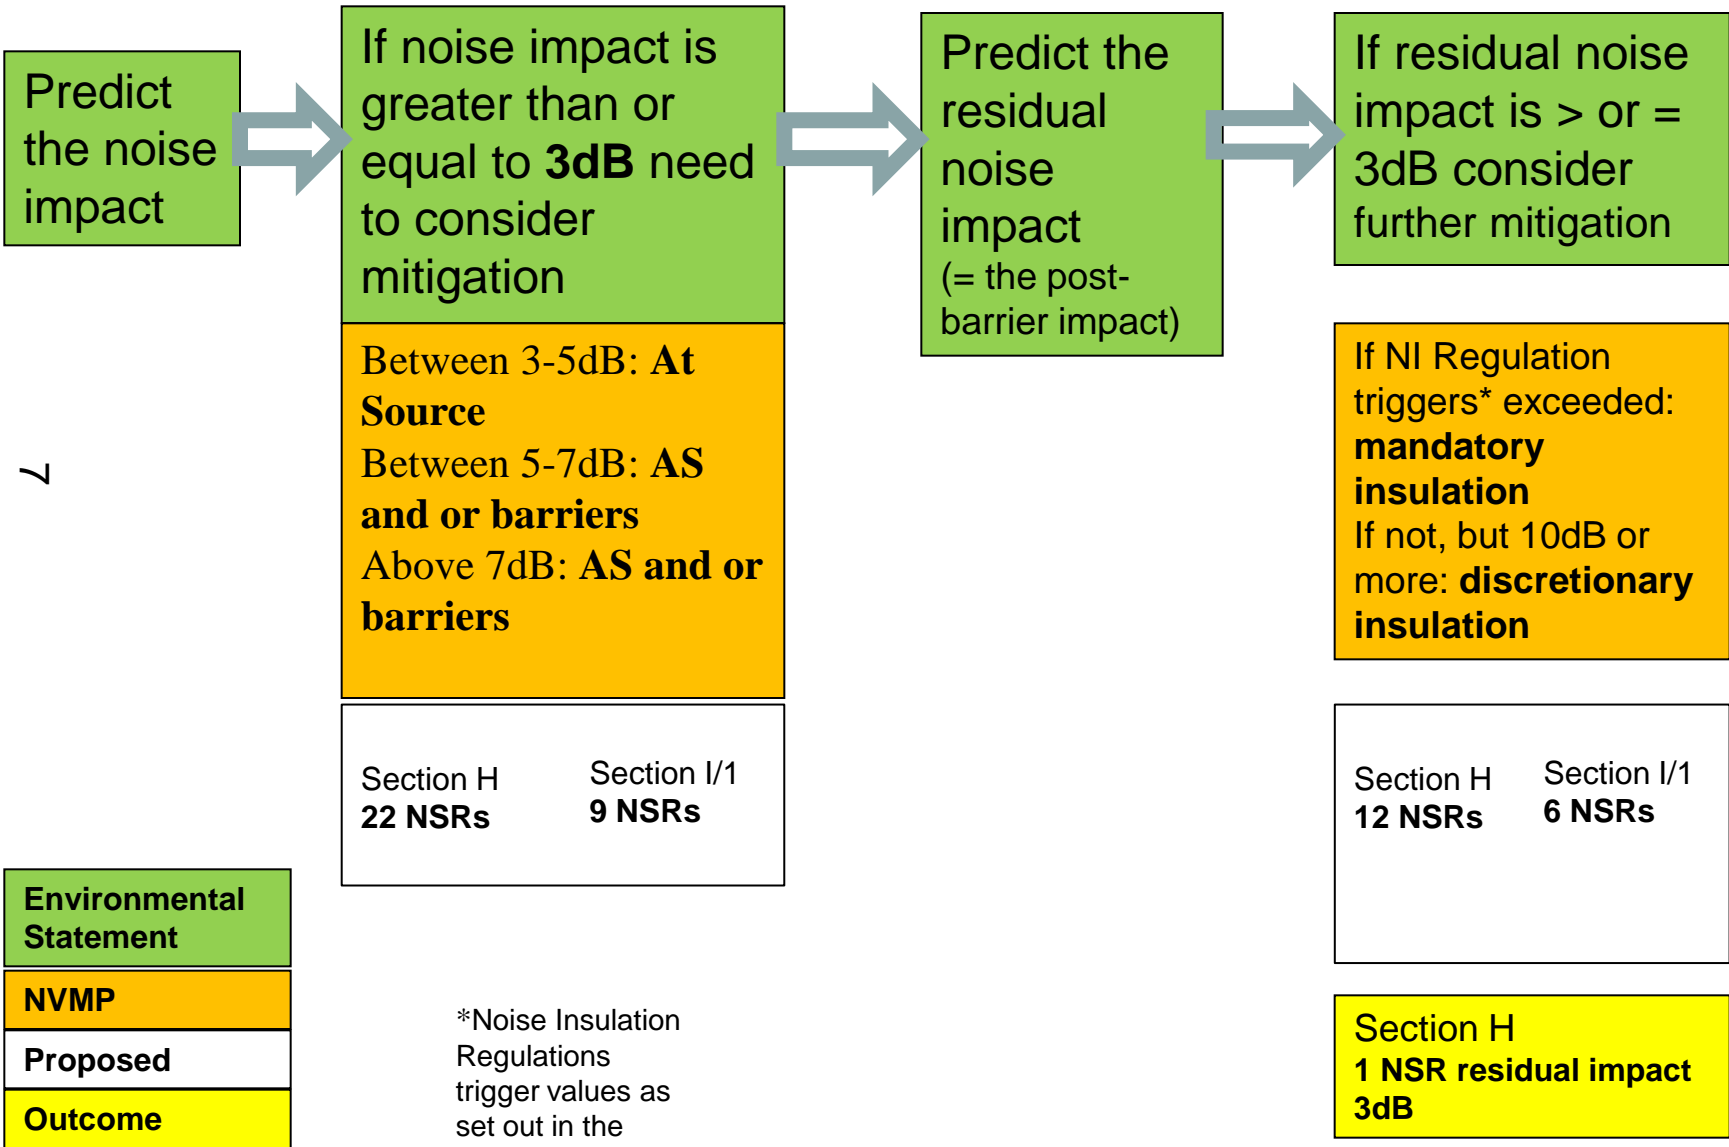 Predict
the noise
impact
If noise impact is
greater than or
equal to 3dB need
to consider
mitigation
Predict the
residual
noise
impact
(= the post-
barrier impact)
If residual noise
impact is > or =
3dB consider
further mitigation
Between 3-5dB: At
Source
Between 5-7dB: AS
and or barriers
Above 7dB: AS and or
barriers
If NI Regulation
triggers* exceeded:
mandatory
insulation
If not, but 10dB or
more: discretionary
insulation
7
Section H
22 NSRs
Section I/1
9 NSRs
Section H
12 NSRs
Section I/1
6 NSRs
Environmental
Statement
NVMP
Proposed
Outcome
*Noise Insulation
Regulations
trigger values as
set out in the
Section H
1 NSR residual impact
3dB